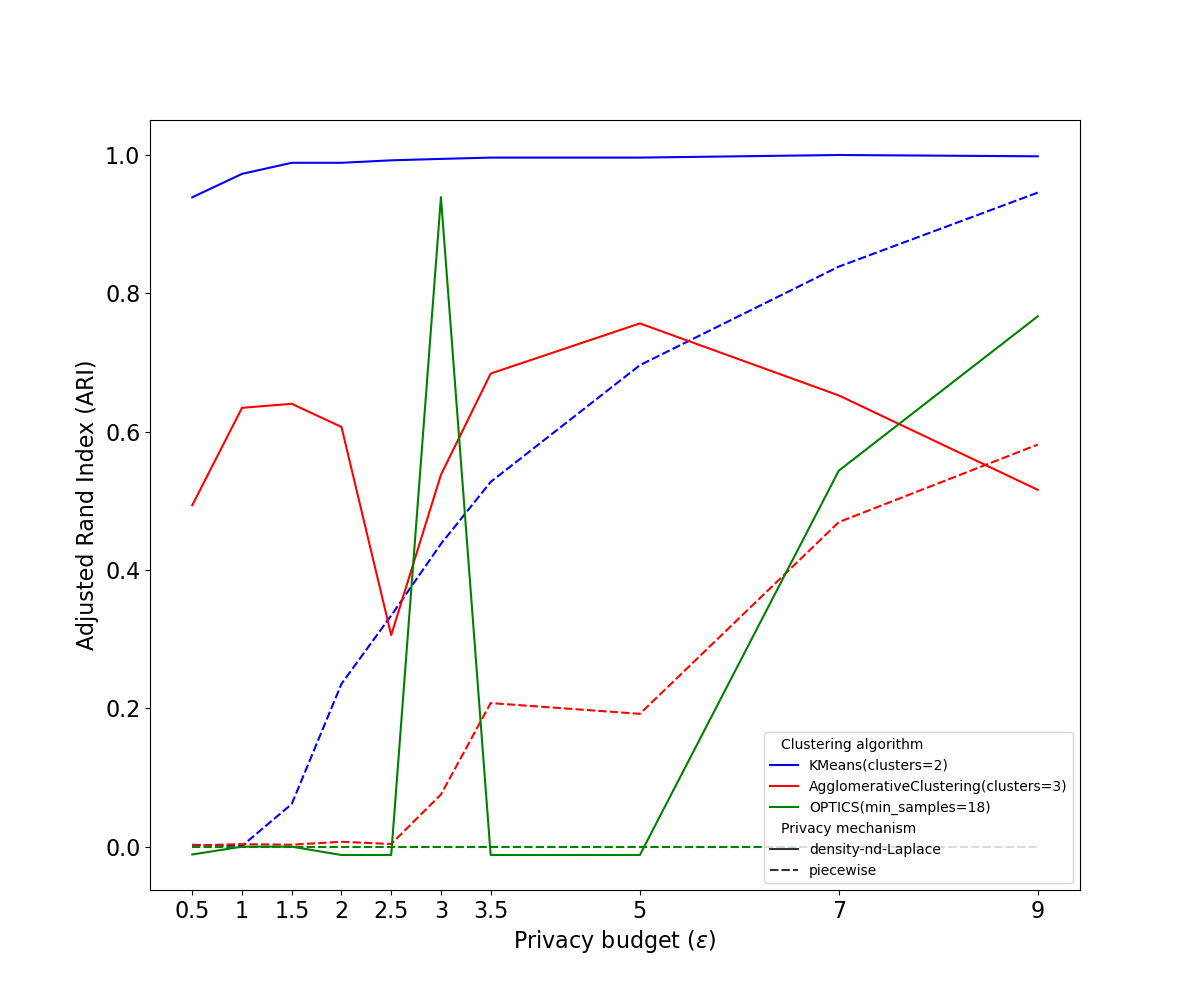 1.0
0.8
0.6
0.4
0.2
0.0
Adjusted Rand Index (ARI)
Clustering algorithm
KMeans(clusters=2)
AgglomerativeClustering(clusters=3)
OPTICS(min_samples=18)
Privacy mechanism
density-nd-Laplace
piecewise
0.5 1 1.5 2 2.5 3 3.5 5 7 9
Privacy budget (ε)